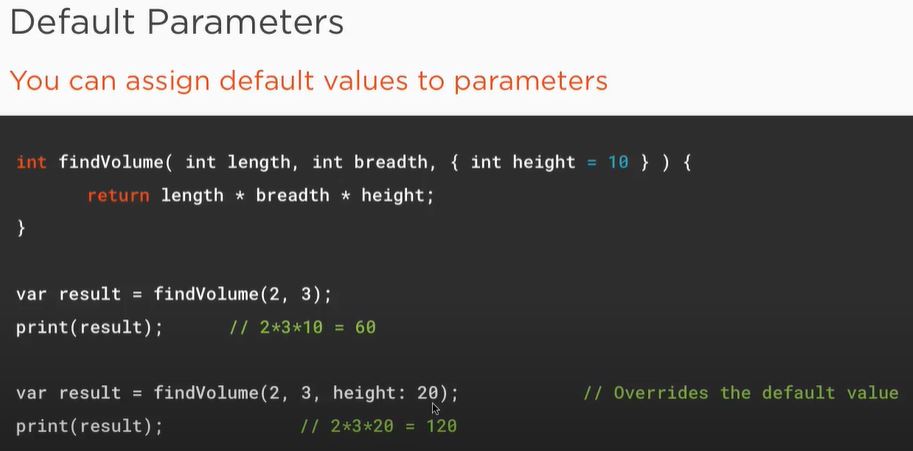 Default Parameters
You can assign default values to parameters
int findVolume( int length, int breadth, { int height = 10 } ) {
return length * breadth * height;
}
var result = findVolume(2, 3);
print(result); // 2*3*10 = 60
var result = findVolume(2, 3, height: 20); // Overrides the default value
print(result); // 2*3*20 = 120